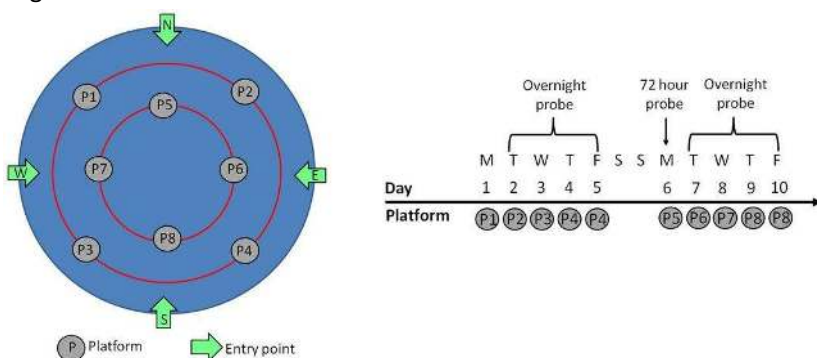 N
P1
P2
P5
W
P7
P6
E
P3
P8
P4
S
P Platform
Entry point
Overnight probe
72 hour probe
Overnight probe
M T W T F S S M T W T F
Day 1 2 3 4 5 6 7 8 9 10
Platform P1 P2 P3 P4 P4 P5 P6 P7 P8 P8